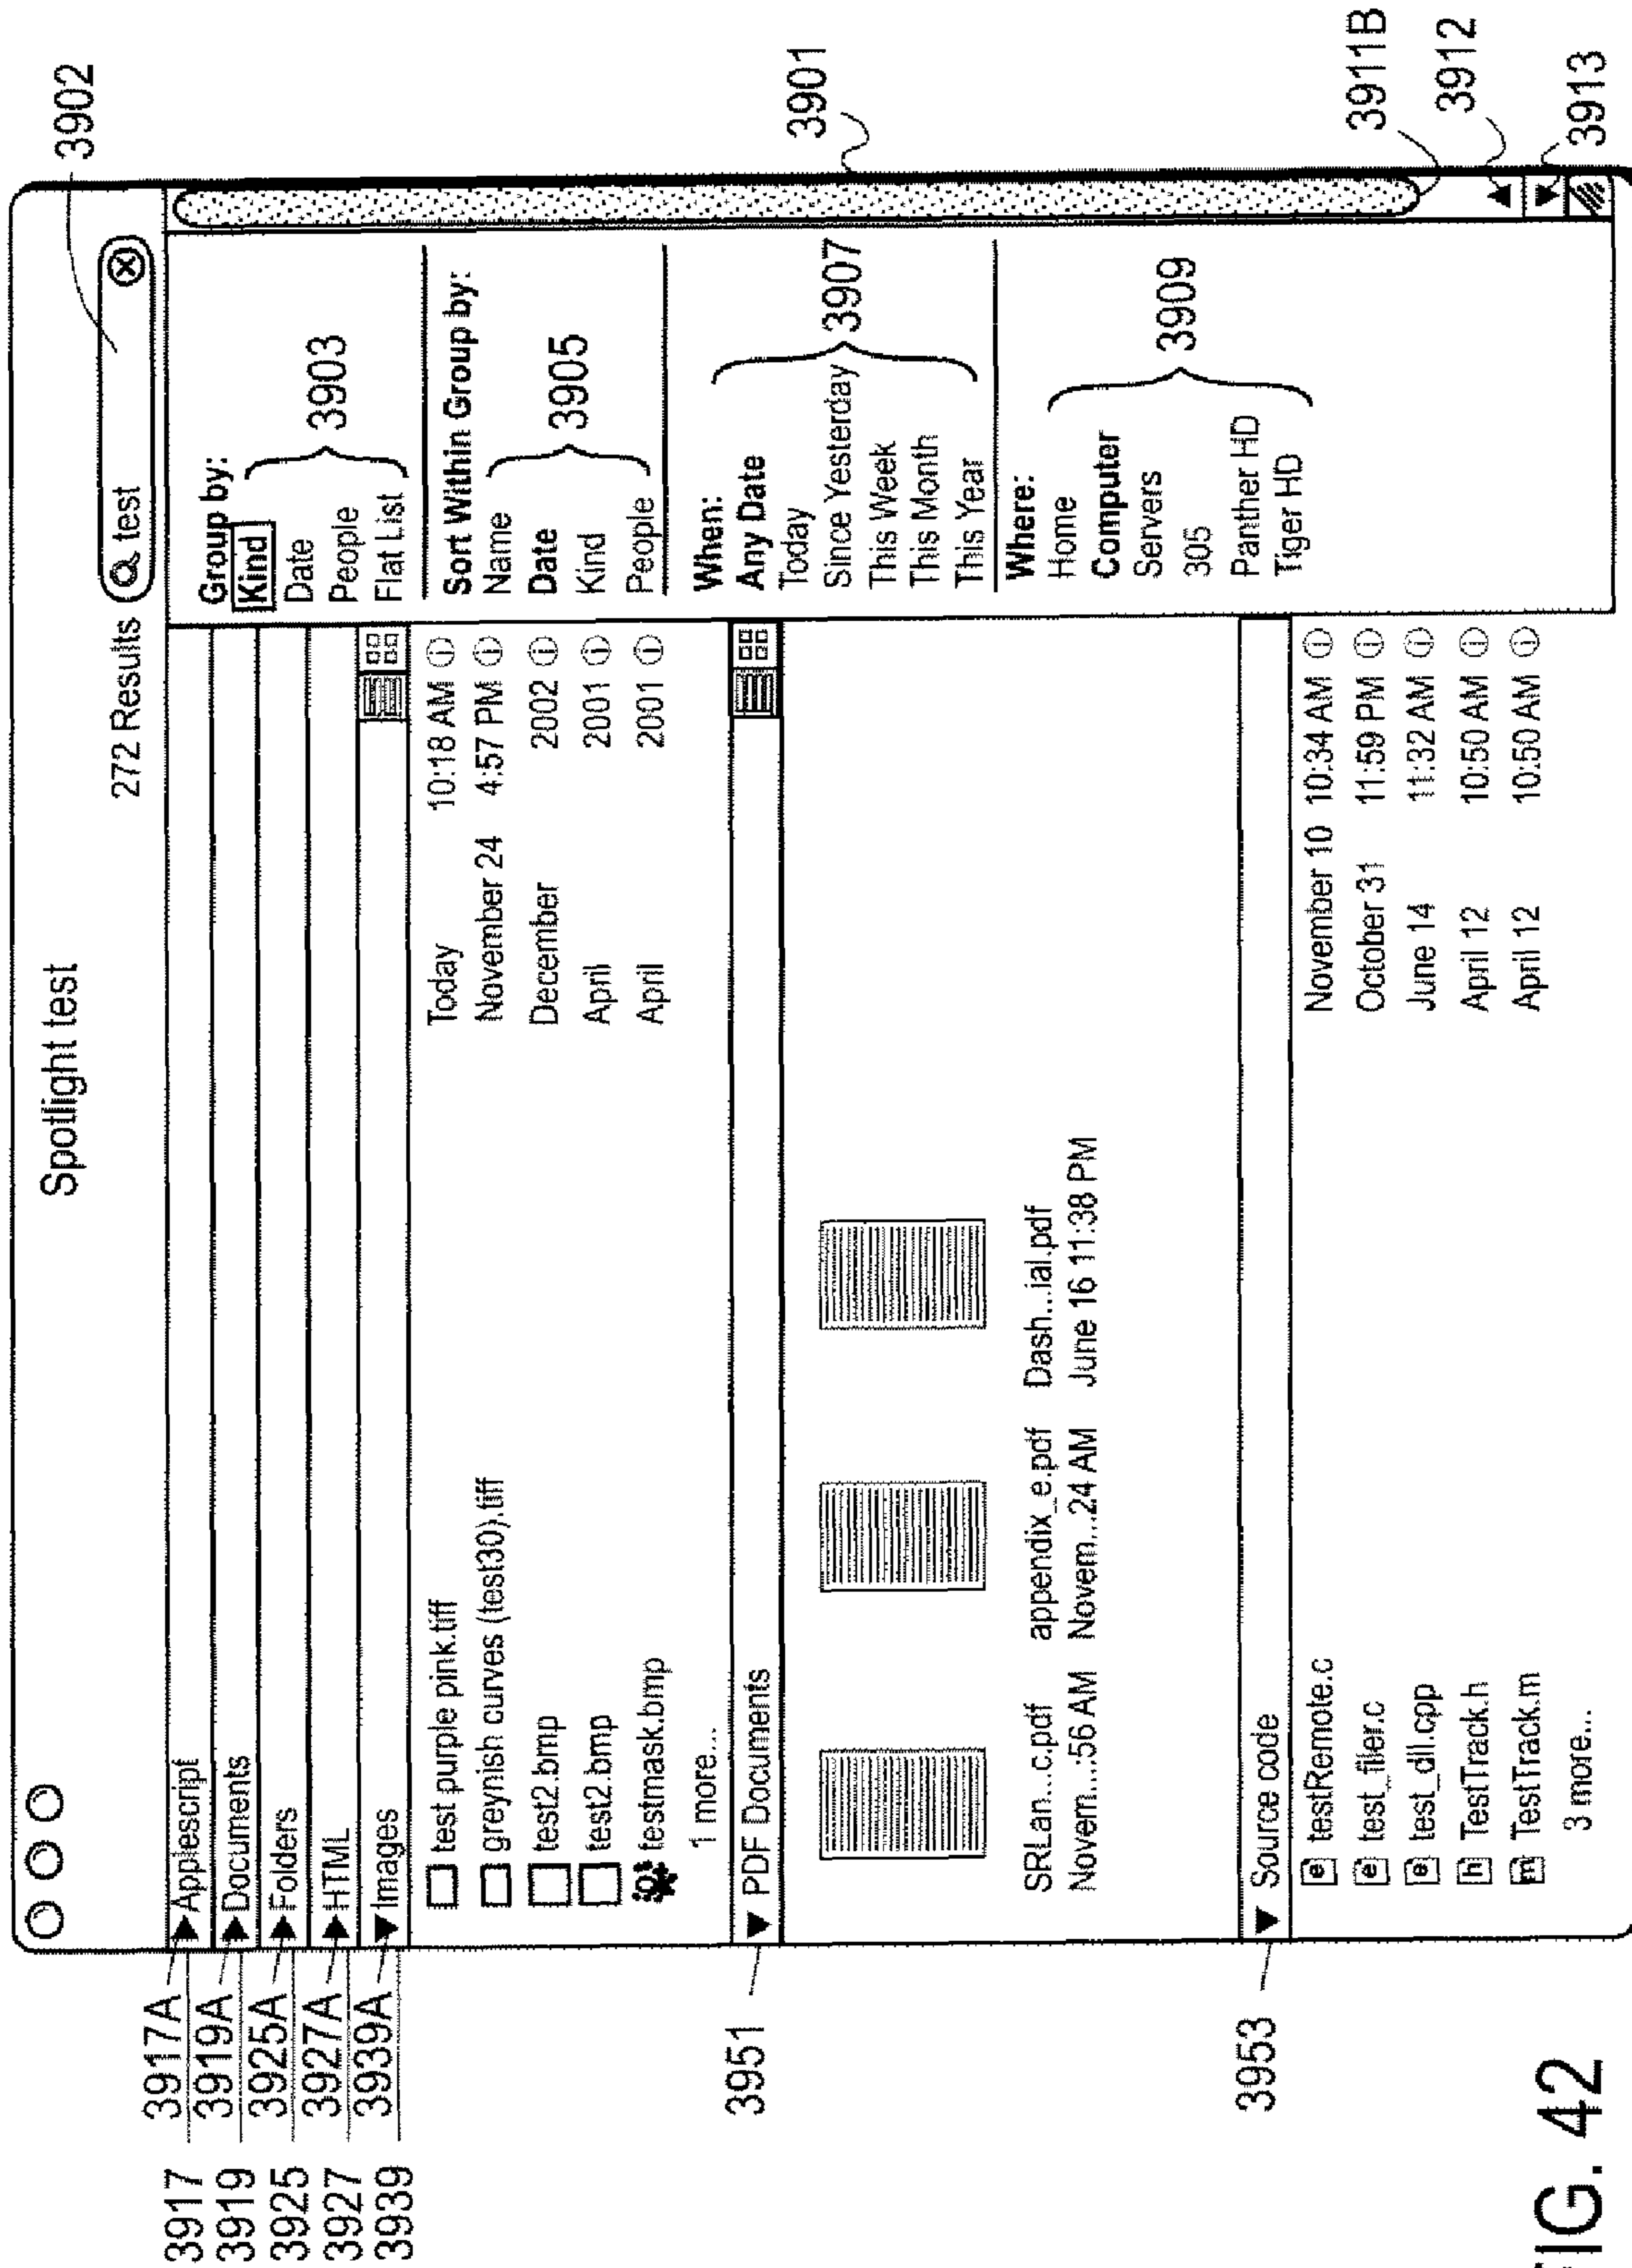 3902
Spotlight test
272 Results
test
3917
3917A
Applescript
3919
3919A
Documents
3925
3925A
Folders
3927
3927A
HTML
3939
3939A
Images
test purple pink.tiff Today 10:18 AM
greynish curves (test30).tiff November 24 4:57 PM
test2.bmp December 2002
test2.bmp April 2001
testmask.bmp April 2001
1 more...
3951
PDF Documents
SRLan...c.pdf appendix_e.pdf Dash...ial.pdf
Novem...:56 AM Novem...24 AM June 16 11:38 PM
3953
Source code
testRemote.c November 10 10:34 AM
test_filer.c October 31 11:59 PM
test_dll.cpp June 14 11:32 AM
h TestTrack.h April 12 10:50 AM
m TestTrack.m April 12 10:50 AM
3 more...
Group by:
Kind
Date
People
Flat List
3903
Sort Within Group by:
Name
Date
Kind
People
3905
When:
Any Date
Today
Since Yesterday
This Week
This Month
This Year
3907
Where:
Home
Computer
Servers
305
Panther HD
Tiger HD
3909
3901
3911B
3912
3913
FIG. 42